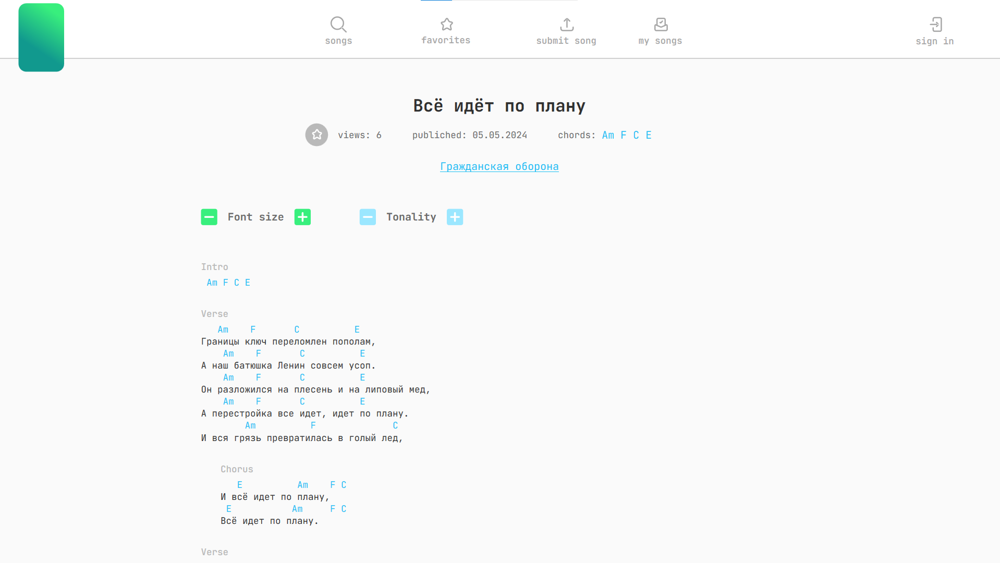 songs
favorites
submit song
my songs
sign in
Всё идёт по плану
views: 6
publiched: 05.05.2024
chords: Am F C E
Гражданская оборона
Font size
Tonality
Intro
Am F C E
Verse
Am F C E
Границы ключ переломлен пополам,
Am F C E
А наш батюшка Ленин совсем усоп.
Am F C E
Он разложился на плесень и на липовый мед,
Am F C E
А перестройка все идет, идет по плану.
Am F C
И вся грязь превратилась в голый лед,
Chorus
E Am F C
И всё идет по плану,
E Am F C
Всё идет по плану.
Verse